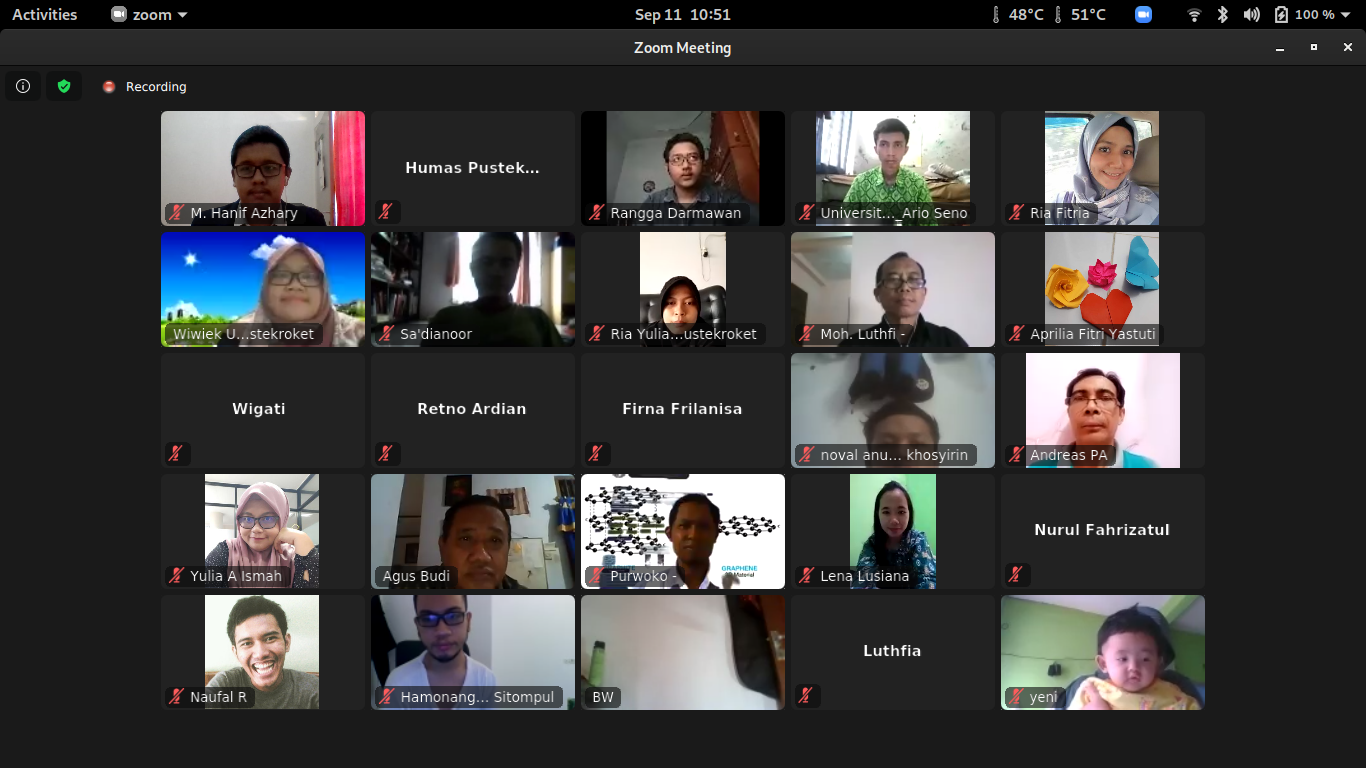 Activities zoom Sep 11 10:51 48°C 51°C 100 %
Zoom Meeting
Recording
M. Hanif Azhary
Humas Pustek...
Rangga Darmawan
Universit..._Ario Seno
Ria Fitria
Wiwiek U...stekroket
Sa'dianoor
Ria Yulia...ustekroket
Moh. Luthfi -
Aprilia Fitri Yastuti
Wigati
Retno Ardian
Firna Frilanisa
noval anu... khosyirin
Andreas PA
Yulia A Ismah
Agus Budi
Purwoko -
GRAPHENE
Material
Lena Lusiana
Nurul Fahrizatul
Naufal R
Hamonang... Sitompul
BW
Luthfia
yeni